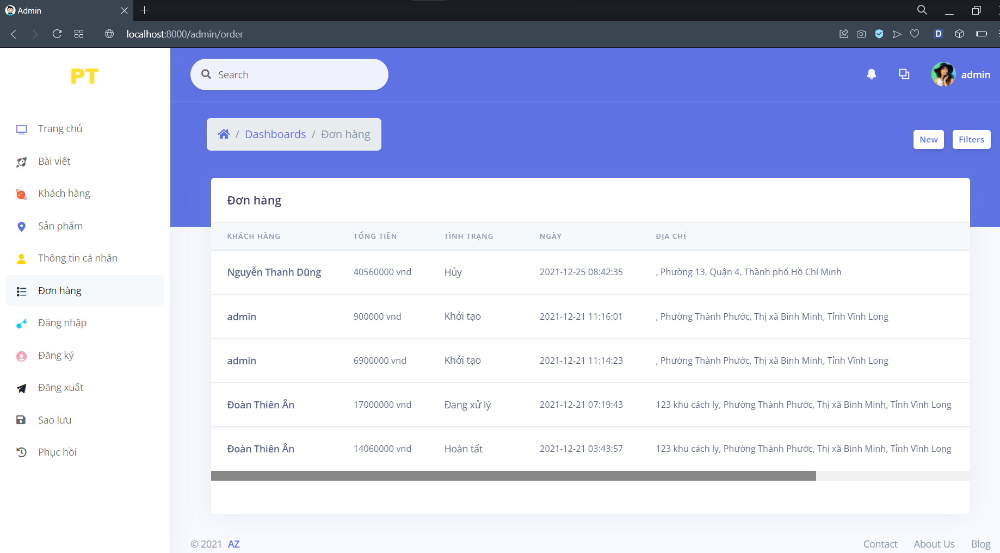 Admin
localhost:8000/admin/order
PT
Search
admin
Trang chủ
Bài viết
Khách hàng
Sản phẩm
Thông tin cá nhân
Đơn hàng
Đăng nhập
Đăng ký
Đăng xuất
Sao lưu
Phục hồi
/ Dashboards / Đơn hàng
New Filters
Đơn hàng
KHÁCH HÀNG TỔNG TIỀN TÌNH TRẠNG NGÀY ĐỊA CHỈ
Nguyễn Thanh Dũng 40560000 vnd Hủy 2021-12-25 08:42:35 , Phường 13, Quận 4, Thành phố Hồ Chí Minh
admin 900000 vnd Khởi tạo 2021-12-21 11:16:01 , Phường Thành Phước, Thị xã Bình Minh, Tỉnh Vĩnh Long
admin 6900000 vnd Khởi tạo 2021-12-21 11:14:23 , Phường Thành Phước, Thị xã Bình Minh, Tỉnh Vĩnh Long
Đoàn Thiên Ân 17000000 vnd Đang xử lý 2021-12-21 07:19:43 123 khu cách ly, Phường Thành Phước, Thị xã Bình Minh, Tỉnh Vĩnh Long
Đoàn Thiên Ân 14060000 vnd Hoàn tất 2021-12-21 03:43:57 123 khu cách ly, Phường Thành Phước, Thị xã Bình Minh, Tỉnh Vĩnh Long
© 2021 AZ
Contact About Us Blog